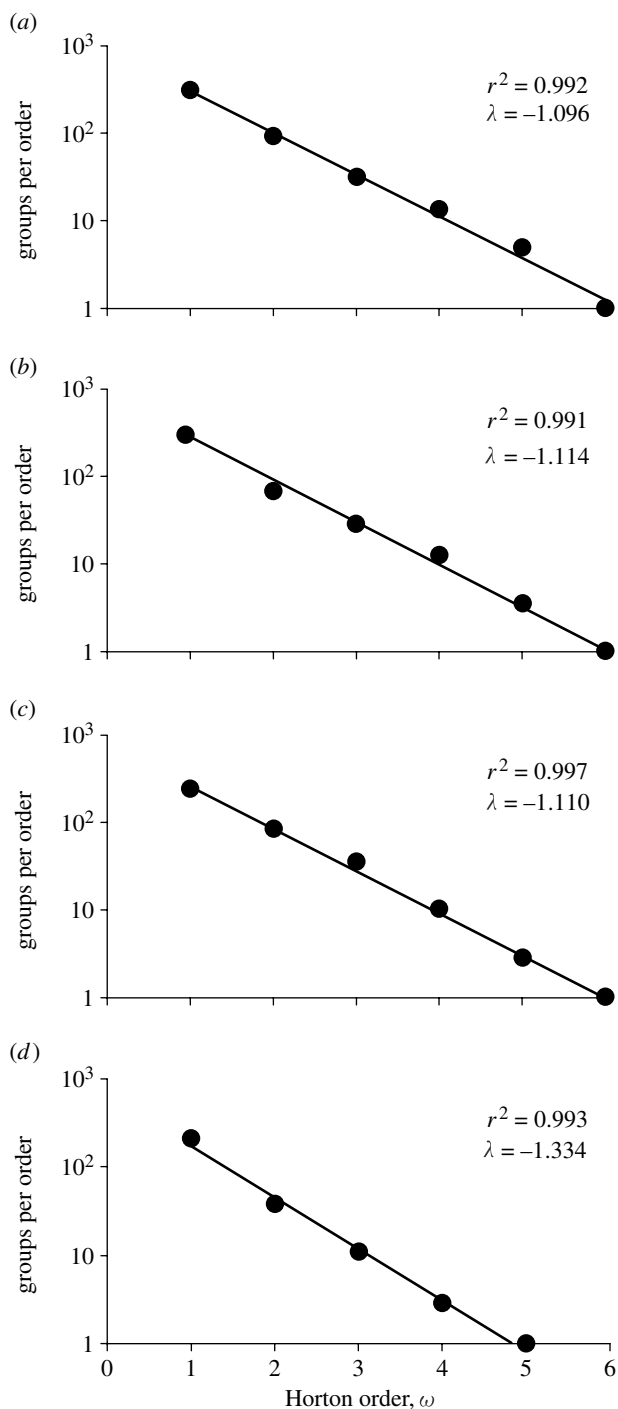 (a)
10³
10²
10
1
groups per order
r² = 0.992
λ = –1.096
(b)
10³
10²
10
1
groups per order
r² = 0.991
λ = –1.114
(c)
10³
10²
10
1
groups per order
r² = 0.997
λ = –1.110
(d)
10³
10²
10
1
groups per order
r² = 0.993
λ = –1.334
0 1 2 3 4 5 6
Horton order, ω